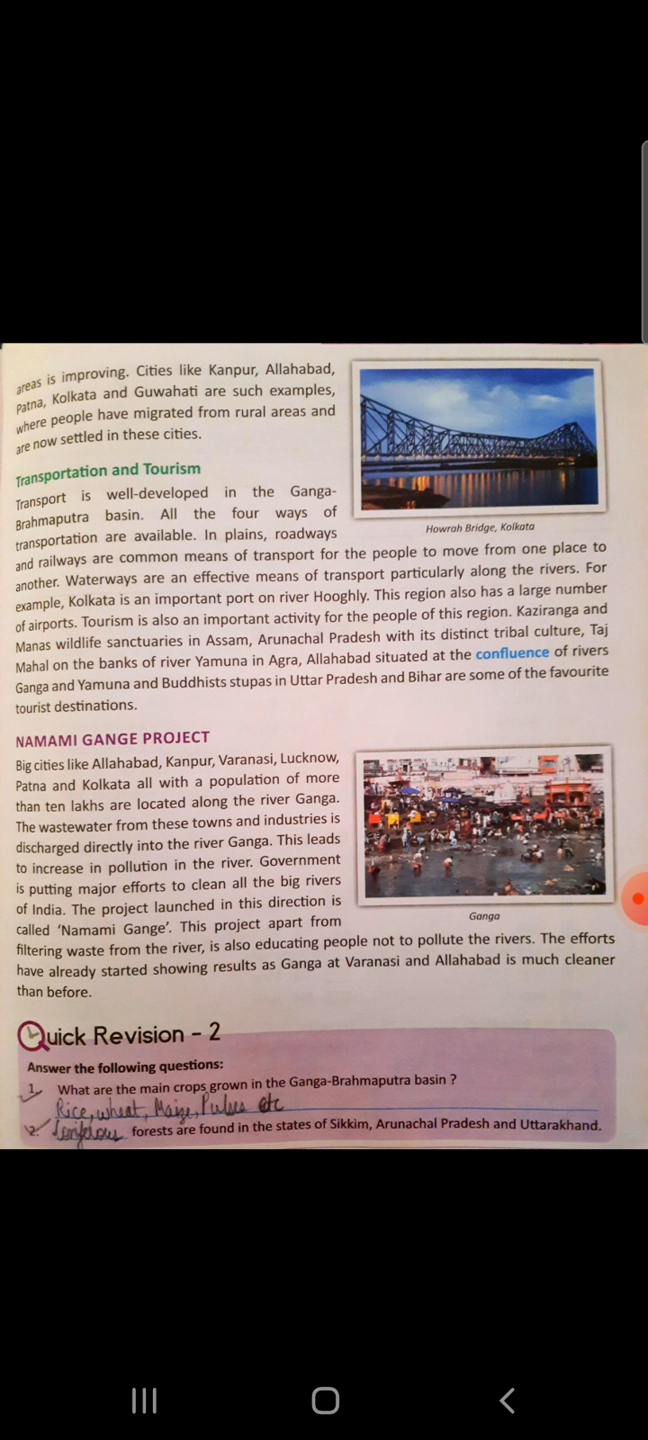 areas is improving. Cities like Kanpur, Allahabad,
Patna, Kolkata and Guwahati are such examples,
where people have migrated from rural areas and
are now settled in these cities.
Transportation and Tourism
Transport is well-developed in the Ganga-
Brahmaputra basin. All the four ways of
transportation are available. In plains, roadways
Howrah Bridge, Kolkata
and railways are common means of transport for the people to move from one place to
another. Waterways are an effective means of transport particularly along the rivers. For
example, Kolkata is an important port on river Hooghly. This region also has a large number
of airports. Tourism is also an important activity for the people of this region. Kaziranga and
Manas wildlife sanctuaries in Assam, Arunachal Pradesh with its distinct tribal culture, Taj
Mahal on the banks of river Yamuna in Agra, Allahabad situated at the confluence of rivers
Ganga and Yamuna and Buddhists stupas in Uttar Pradesh and Bihar are some of the favourite
tourist destinations.
NAMAMI GANGE PROJECT
Big cities like Allahabad, Kanpur, Varanasi, Lucknow,
Patna and Kolkata all with a population of more
than ten lakhs are located along the river Ganga.
The wastewater from these towns and industries is
discharged directly into the river Ganga. This leads
to increase in pollution in the river. Government
is putting major efforts to clean all the big rivers
of India. The project launched in this direction is
called 'Namami Gange'. This project apart from
Ganga
filtering waste from the river, is also educating people not to pollute the rivers. The efforts
have already started showing results as Ganga at Varanasi and Allahabad is much cleaner
than before.
Quick Revision – 2
Answer the following questions:
1. What are the main crops grown in the Ganga-Brahmaputra basin ?
Rice, wheat, Maize, Pulses etc
2. forests are found in the states of Sikkim, Arunachal Pradesh and Uttarakhand.